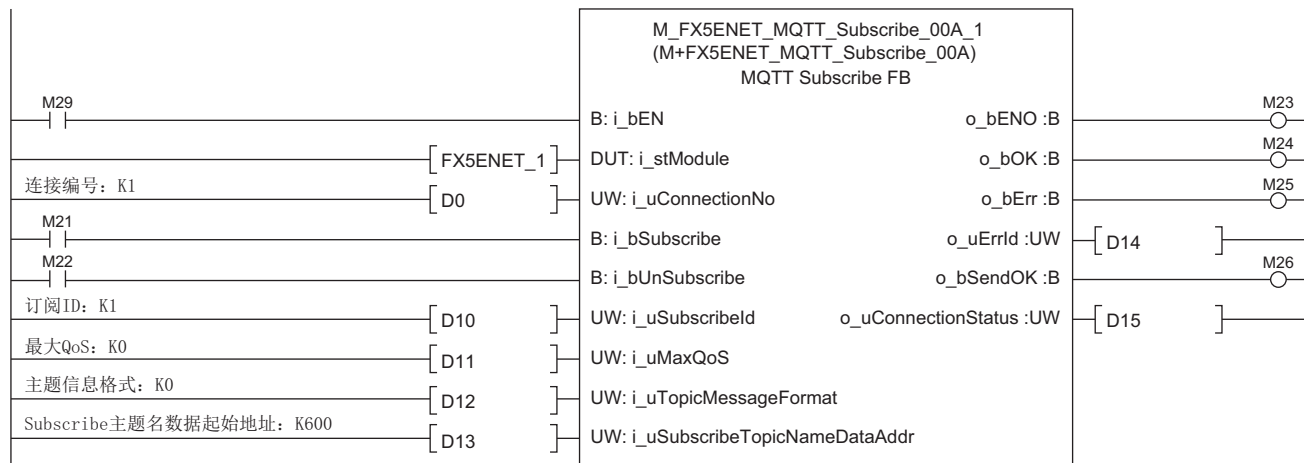 M_FX5ENET_MQTT_Subscribe_00A_1
(M+FX5ENET_MQTT_Subscribe_00A)
MQTT Subscribe FB
M29 B: i_bEN o_bENO :B M23
[FX5ENET_1] DUT: i_stModule o_bOK :B M24
连接编号：K1
[D0] UW: i_uConnectionNo o_bErr :B M25
M21 B: i_bSubscribe o_uErrId :UW [D14]
M22 B: i_bUnSubscribe o_bSendOK :B M26
订阅ID：K1
[D10] UW: i_uSubscribeId o_uConnectionStatus :UW [D15]
最大QoS：K0
[D11] UW: i_uMaxQoS
主题信息格式：K0
[D12] UW: i_uTopicMessageFormat
Subscribe主题名数据起始地址：K600
[D13] UW: i_uSubscribeTopicNameDataAddr